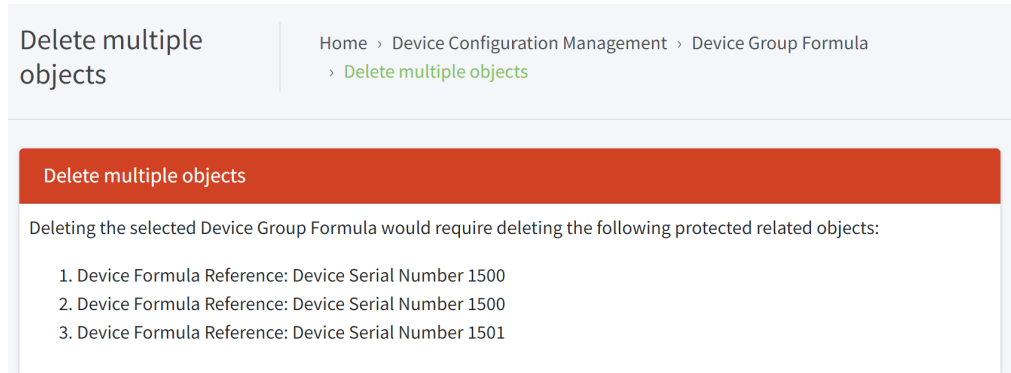 Delete multiple
objects
Home › Device Configuration Management › Device Group Formula
› Delete multiple objects
Delete multiple objects
Deleting the selected Device Group Formula would require deleting the following protected related objects:
1. Device Formula Reference: Device Serial Number 1500
2. Device Formula Reference: Device Serial Number 1500
3. Device Formula Reference: Device Serial Number 1501